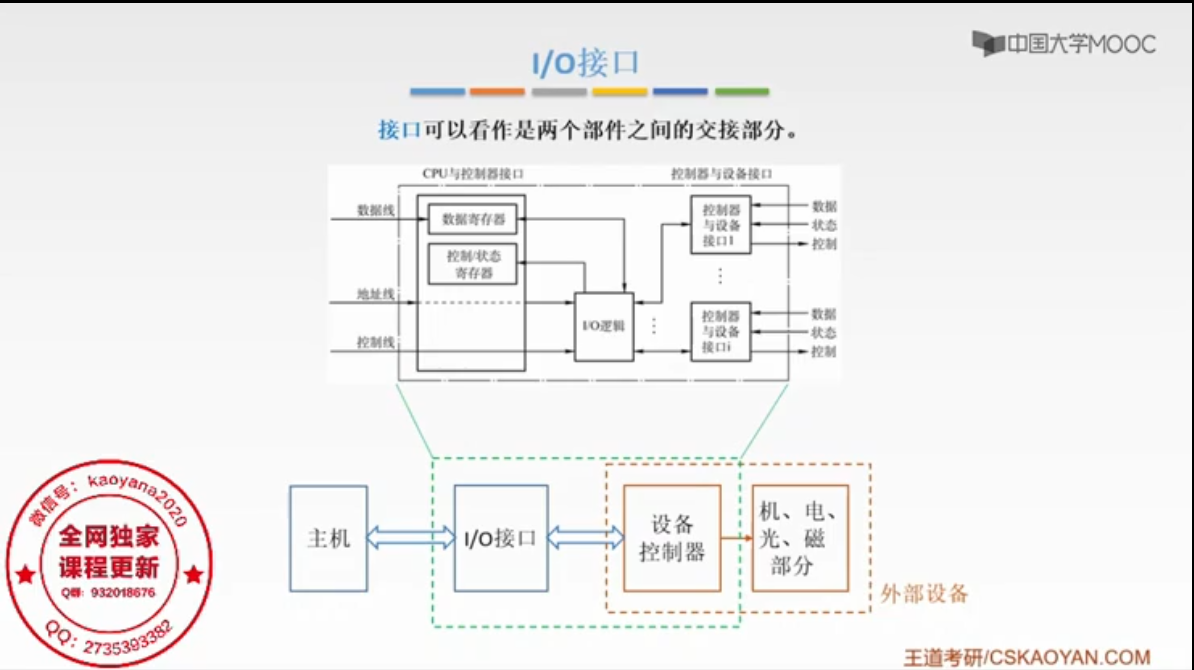 中国大学MOOC
I/O接口
接口可以看作是两个部件之间的交接部分。
CPU与控制器接口
控制器与设备接口
数据线
数据寄存器
控制/状态
寄存器
地址线
控制线
I/O逻辑
控制器
与设备
接口1
数据
状态
控制
控制器
与设备
接口i
数据
状态
控制
主机
I/O接口
设备
控制器
机、电、
光、磁
部分
外部设备
微信号：kaoyana2020
全网独家
课程更新
Q群：932018676
QQ：2735393382
王道考研/CSKAOYAN.COM